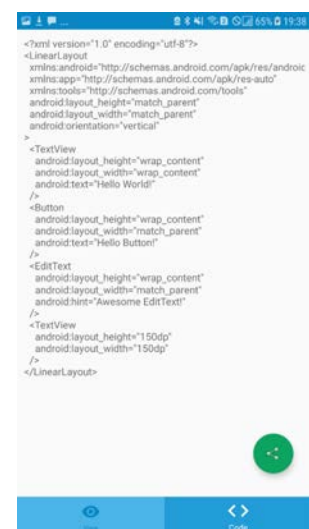 65% 19:38
<?xml version="1.0" encoding="utf-8"?>
<LinearLayout
xmlns:android="http://schemas.android.com/apk/res/android
xmlns:app="http://schemas.android.com/apk/res-auto"
xmlns:tools="http://schemas.android.com/tools"
android:layout_height="match_parent"
android:layout_width="match_parent"
android:orientation="vertical"
>
<TextView
android:layout_height="wrap_content"
android:layout_width="wrap_content"
android:text="Hello World!"
/>
<Button
android:layout_height="wrap_content"
android:layout_width="match_parent"
android:text="Hello Button!"
/>
<EditText
android:layout_height="wrap_content"
android:layout_width="match_parent"
android:hint="Awesome EditText!"
/>
<TextView
android:layout_height="150dp"
android:layout_width="150dp"
/>
</LinearLayout>
Code